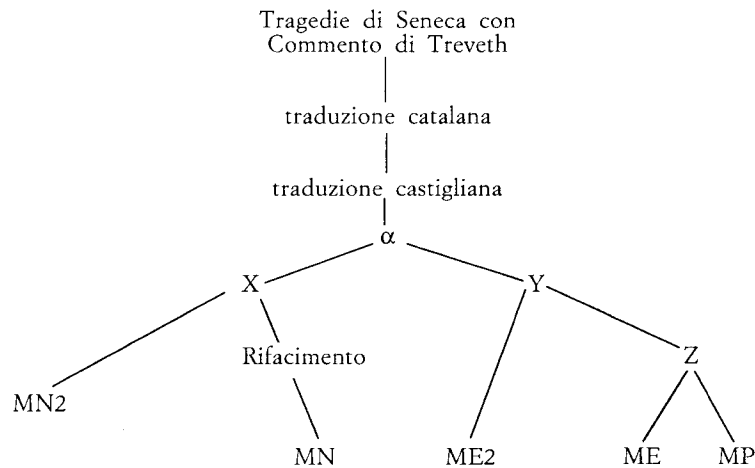 Tragedie di Seneca con
Commento di Treveth
traduzione catalana
traduzione castigliana
α
X
Y
Rifacimento
Z
MN2
MN
ME2
ME
MP